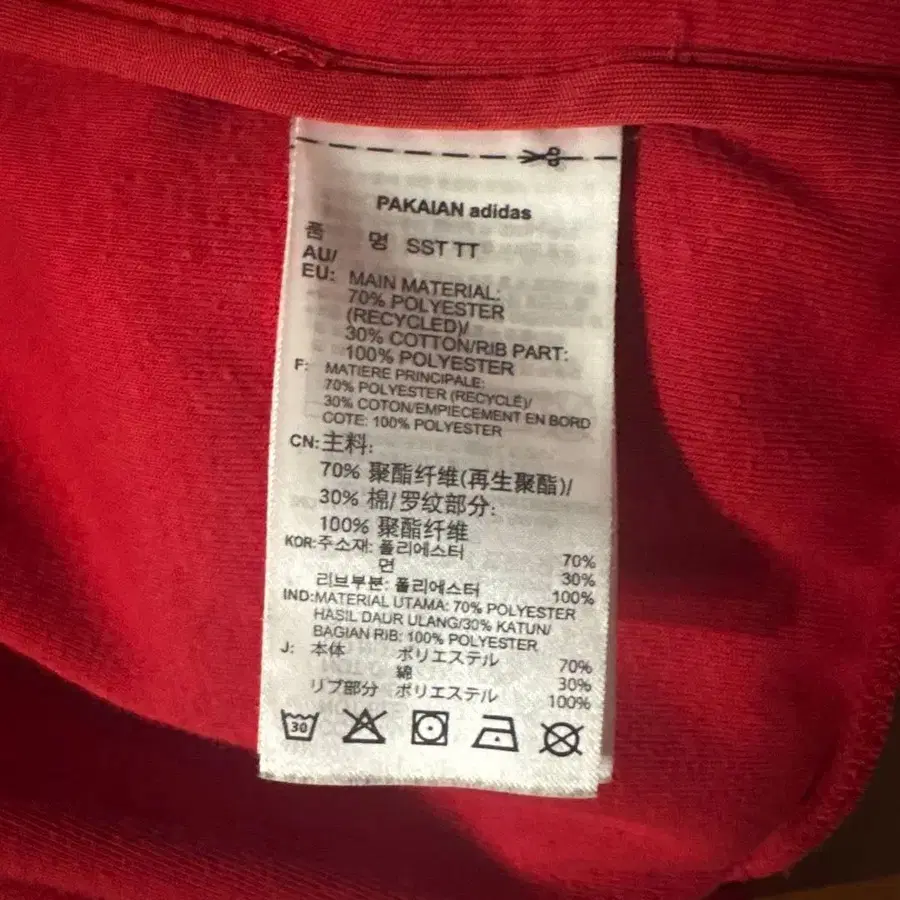 PAKAIAN adidas
품 명 SST TT
AU/
EU: MAIN MATERIAL:
70% POLYESTER
(RECYCLED)/
30% COTTON/RIB PART:
100% POLYESTER
F: MATIERE PRINCIPALE:
70% POLYESTER (RECYCLÉ)/
30% COTON/EMPIECEMENT EN BORD
COTE: 100% POLYESTER
CN:主料:
70% 聚酯纤维(再生聚酯)/
30% 棉/罗纹部分:
100% 聚酯纤维
KOR:주소재: 폴리에스터 70%
면 30%
리브부분: 폴리에스터 100%
IND:MATERIAL UTAMA: 70% POLYESTER
HASIL DAUR ULANG/30% KATUN/
BAGIAN RIB: 100% POLYESTER
J: 本体 ポリエステル 70%
綿 30%
リブ部分 ポリエステル 100%
30